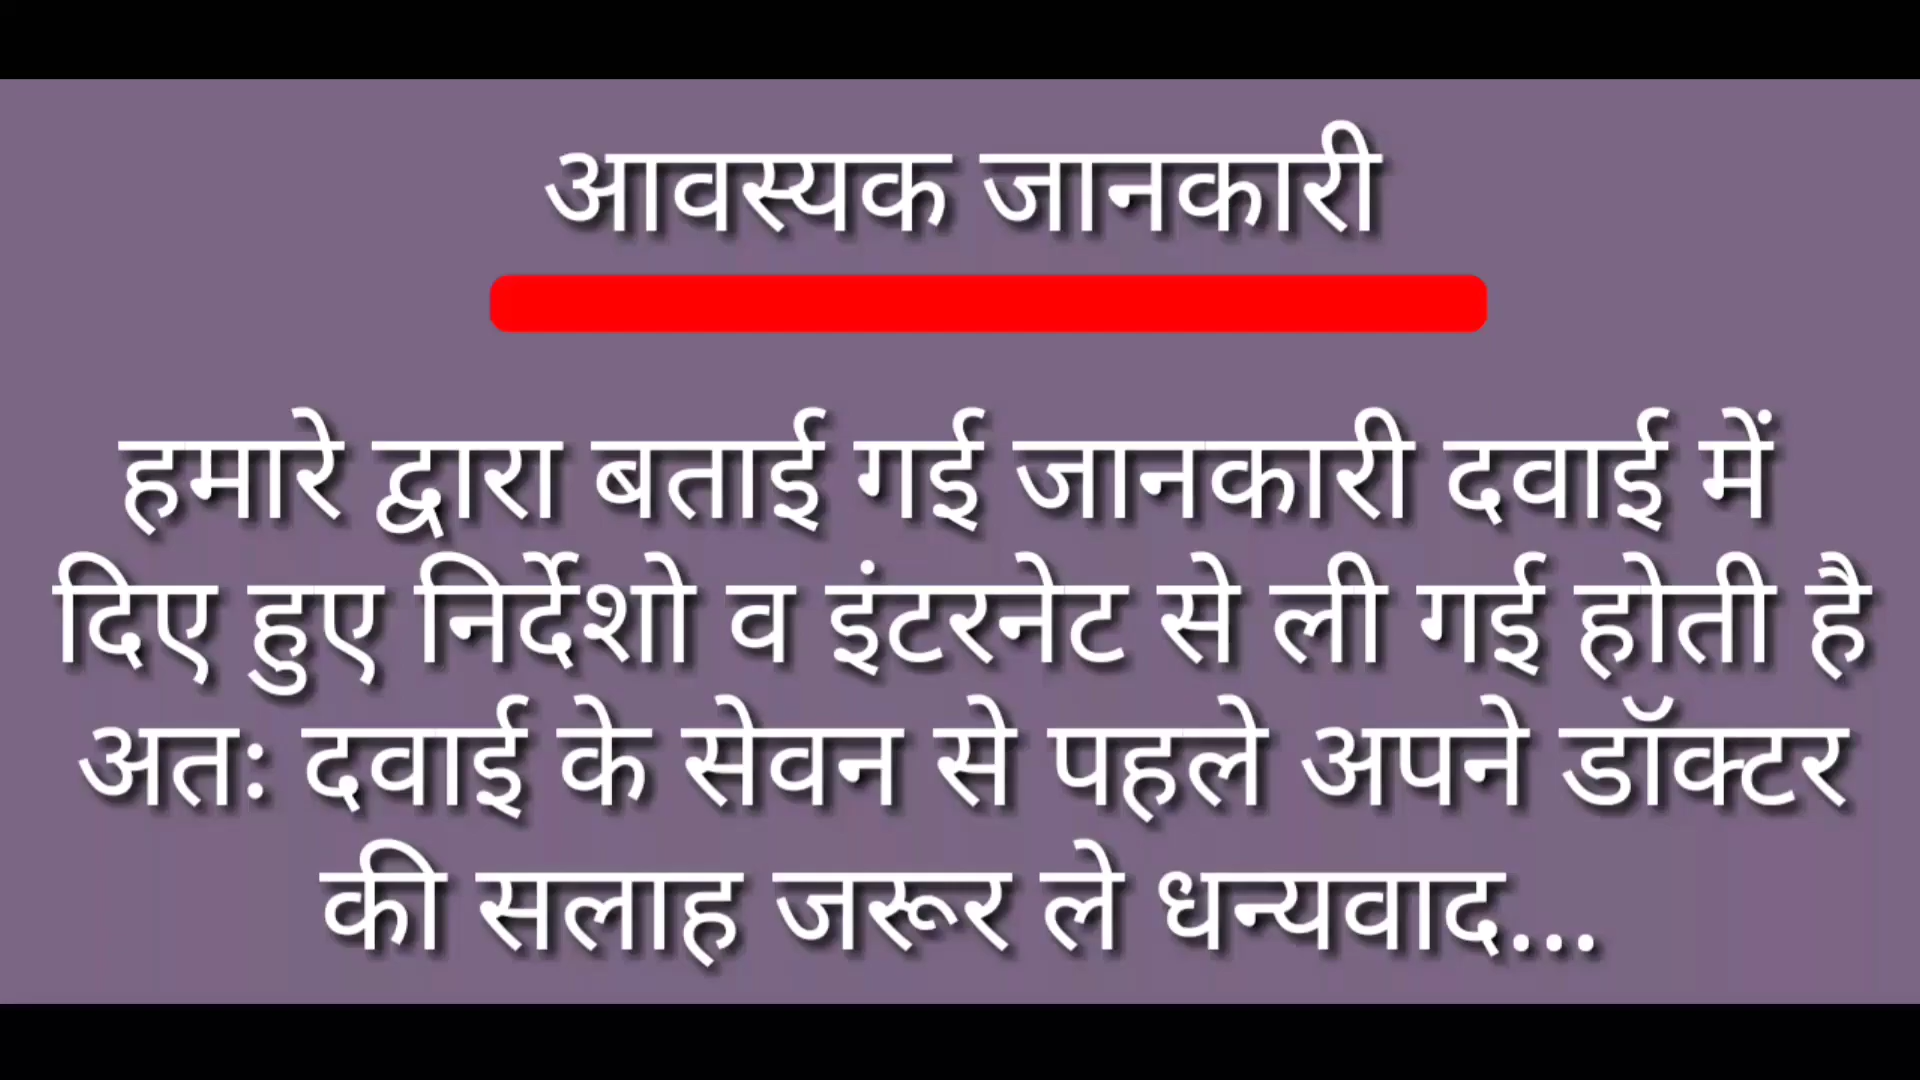 आवस्यक जानकारी
हमारे द्वारा बताई गई जानकारी दवाई में
दिए हुए निर्देशो व इंटरनेट से ली गई होती है
अतः दवाई के सेवन से पहले अपने डॉक्टर
की सलाह जरूर ले धन्यवाद...